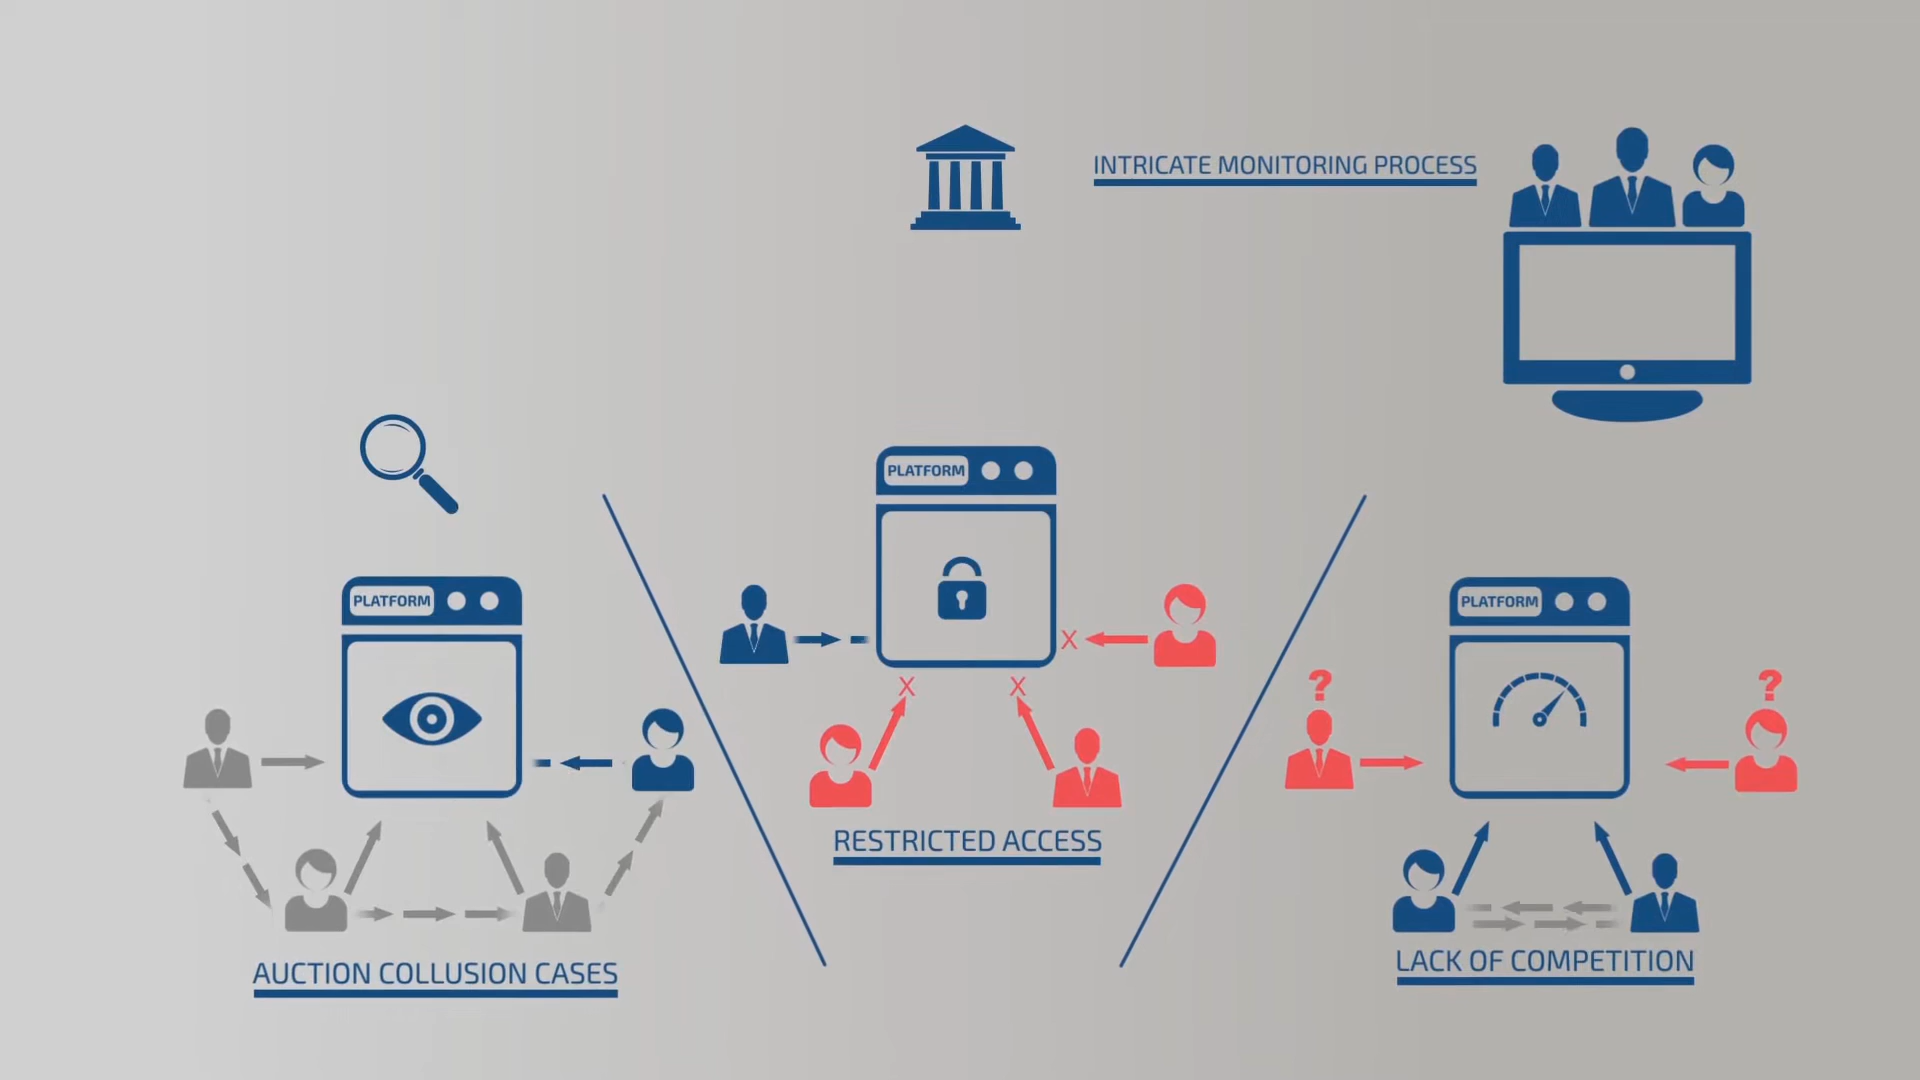 INTRICATE MONITORING PROCESS
PLATFORM
X
X
X
RESTRICTED ACCESS
PLATFORM
AUCTION COLLUSION CASES
PLATFORM
?
?
LACK OF COMPETITION